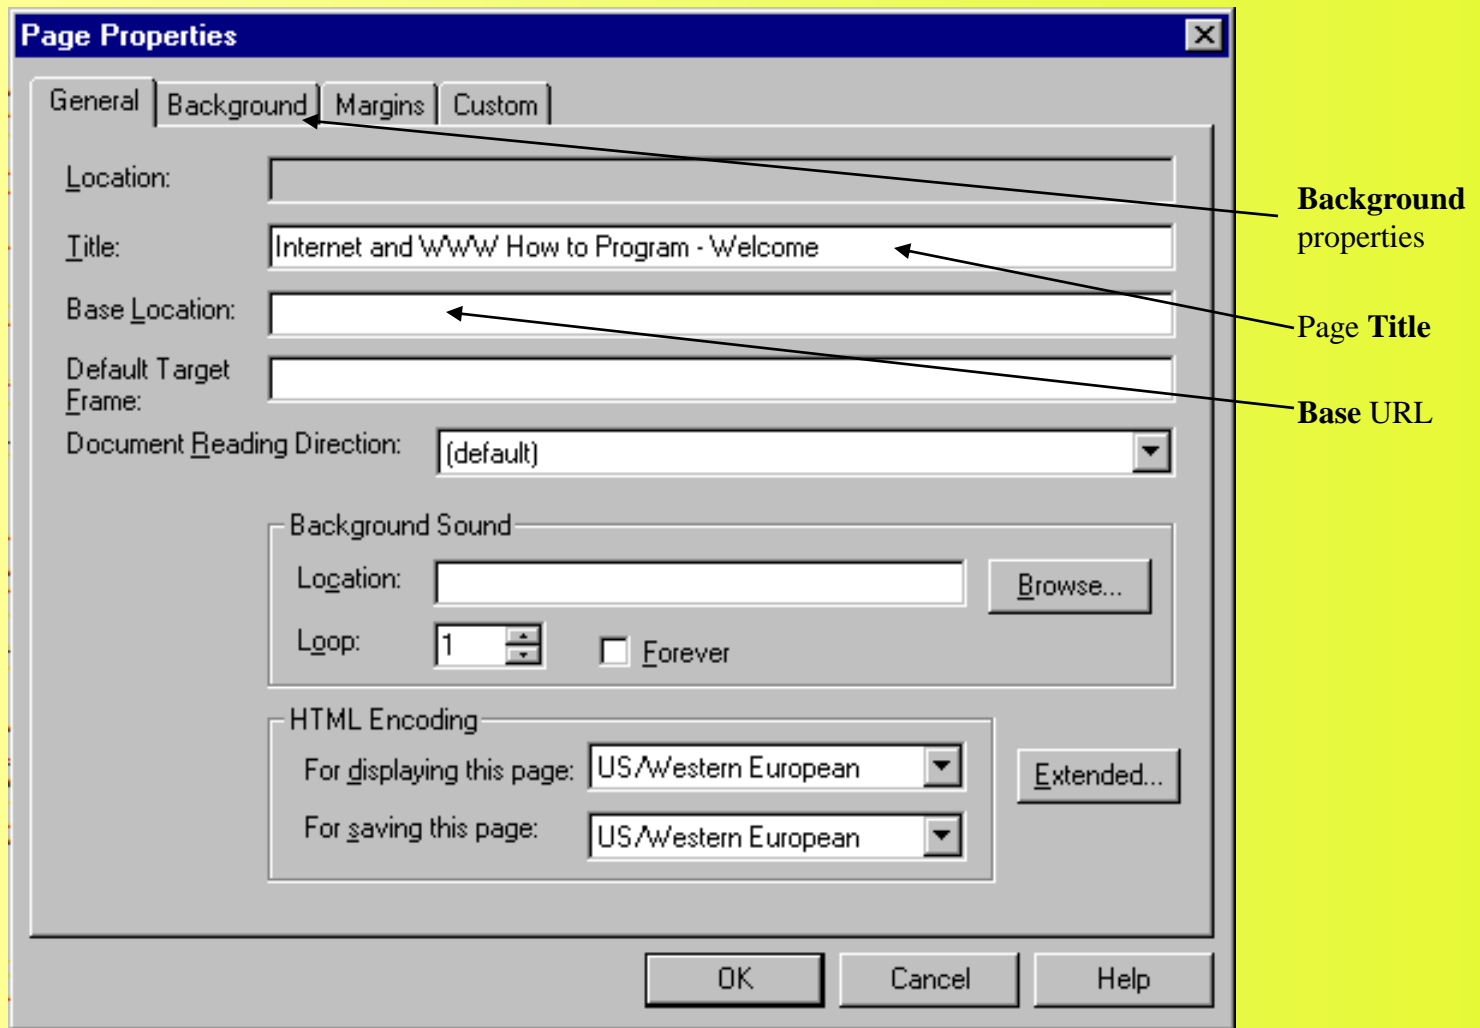 Page Properties
General Background Margins Custom
Location:
Title: Internet and WWW How to Program - Welcome
Base Location:
Default Target
Frame:
Document Reading Direction: (default)
Background Sound
Location: Browse...
Loop: 1 Forever
HTML Encoding
For displaying this page: US/Western European Extended...
For saving this page: US/Western European
OK Cancel Help
Background
properties
Page Title
Base URL